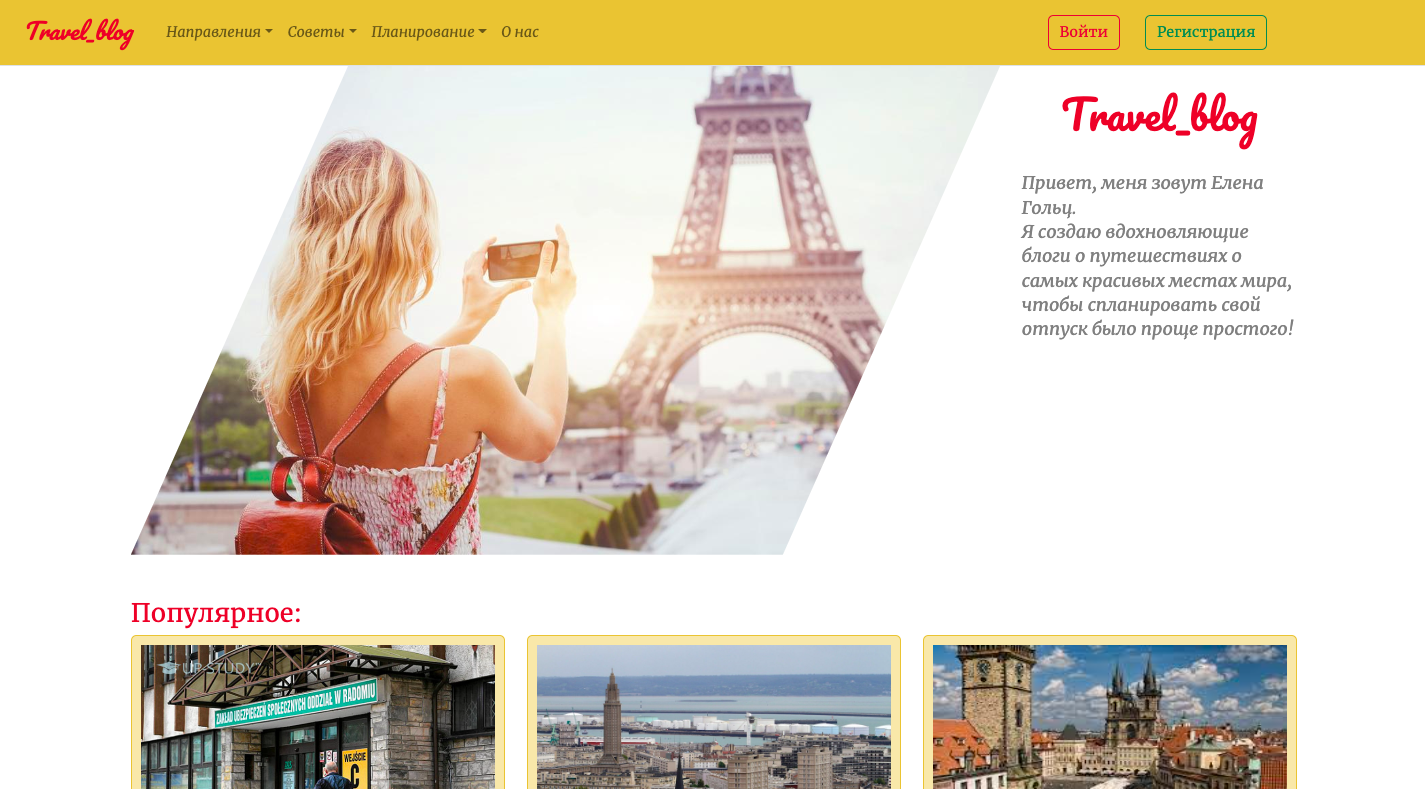 Travel_blog
Направления Советы Планирование О нас
Войти Регистрация
Travel_blog
Привет, меня зовут Елена
Гольц.
Я создаю вдохновляющие
блоги о путешествиях о
самых красивых местах мира,
чтобы спланировать свой
отпуск было проще простого!
Популярное:
UP-STUDY
ZAKŁAD UBEZPIECZEŃ SPOŁECZNYCH ODDZIAŁ W RADOMIU
WEJŚCIE
C